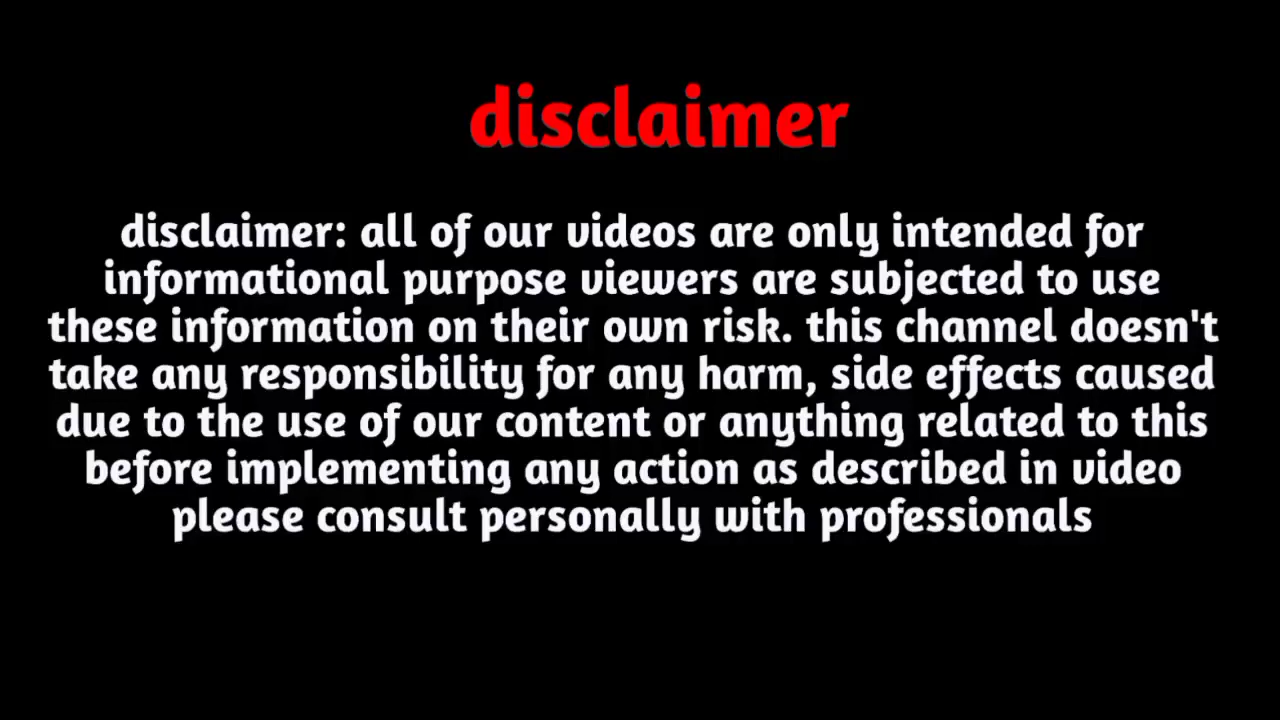 disclaimer
disclaimer: all of our videos are only intended for
informational purpose viewers are subjected to use
these information on their own risk. this channel doesn't
take any responsibility for any harm, side effects caused
due to the use of our content or anything related to this
before implementing any action as described in video
please consult personally with professionals